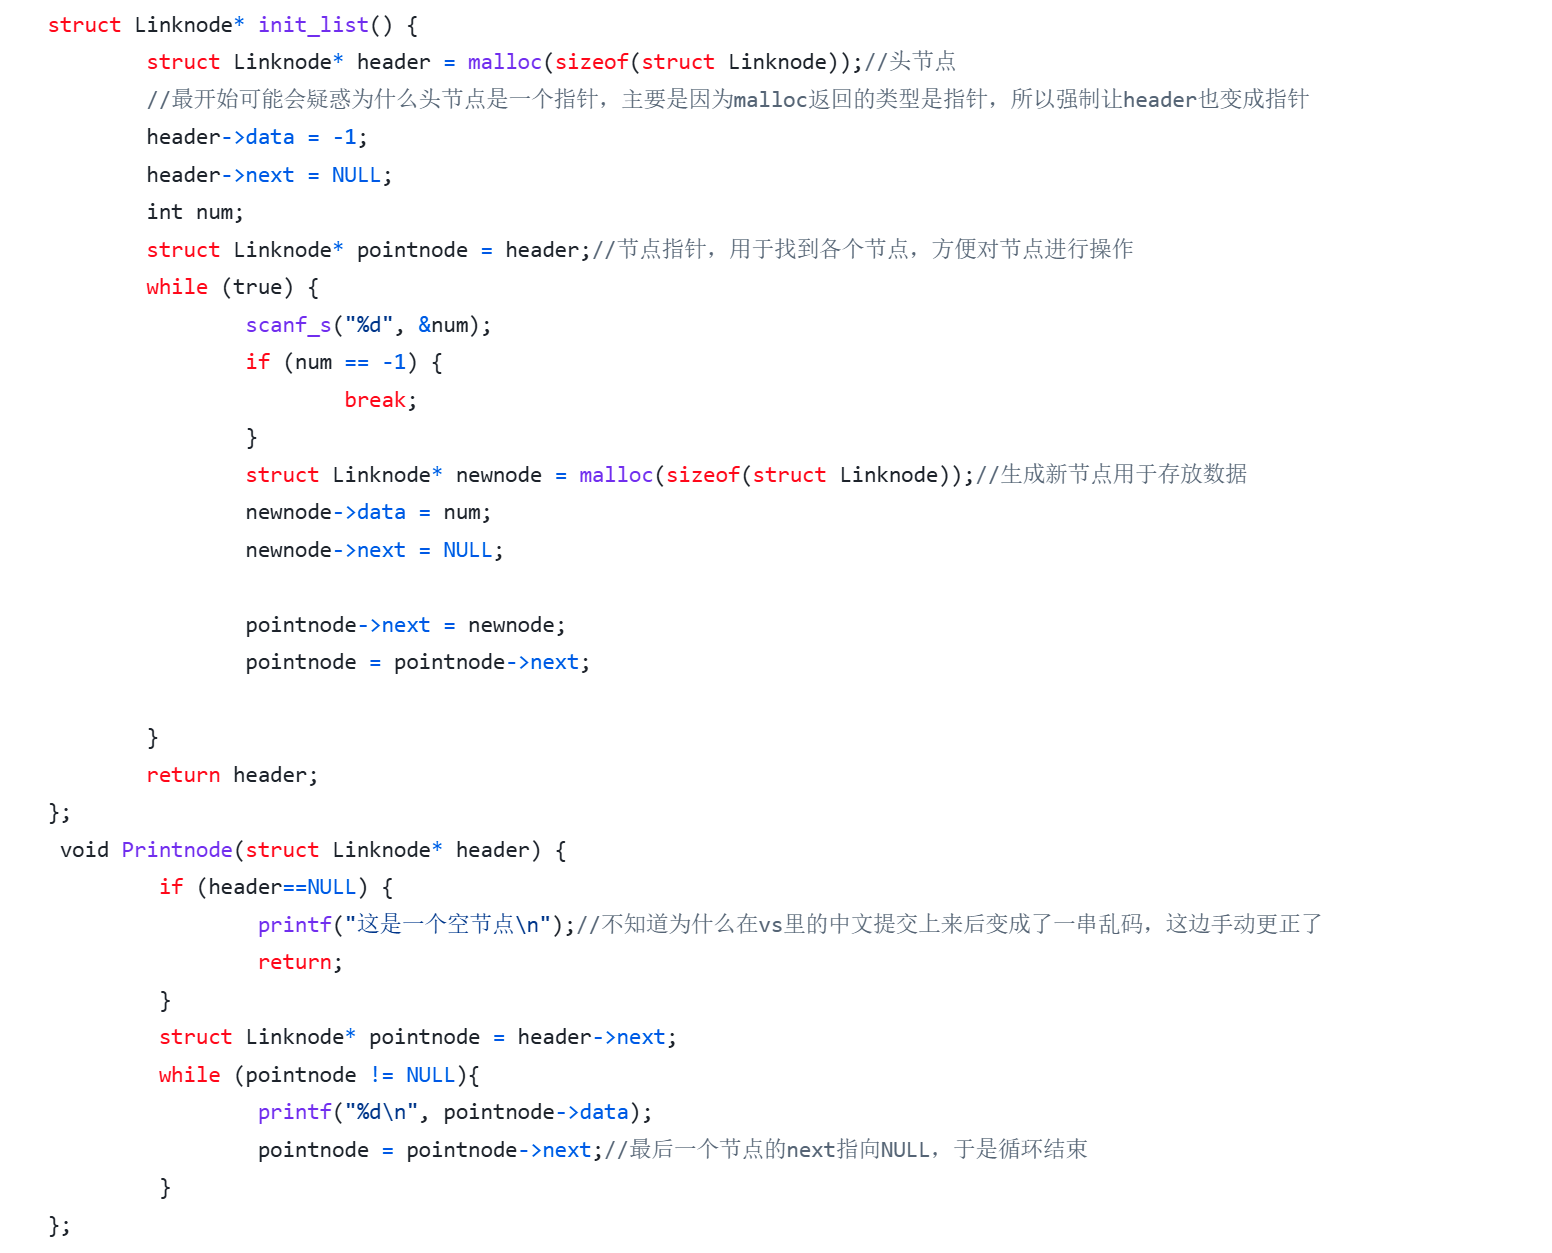 struct Linknode* init_list() {
struct Linknode* header = malloc(sizeof(struct Linknode));//头节点
//最开始可能会疑惑为什么头节点是一个指针，主要是因为malloc返回的类型是指针，所以强制让header也变成指针
header->data = -1;
header->next = NULL;
int num;
struct Linknode* pointnode = header;//节点指针，用于找到各个节点，方便对节点进行操作
while (true) {
scanf_s("%d", &num);
if (num == -1) {
break;
}
struct Linknode* newnode = malloc(sizeof(struct Linknode));//生成新节点用于存放数据
newnode->data = num;
newnode->next = NULL;
pointnode->next = newnode;
pointnode = pointnode->next;
}
return header;
};
void Printnode(struct Linknode* header) {
if (header==NULL) {
printf("这是一个空节点\n");//不知道为什么在vs里的中文提交上来后变成了一串乱码，这边手动更正了
return;
}
struct Linknode* pointnode = header->next;
while (pointnode != NULL){
printf("%d\n", pointnode->data);
pointnode = pointnode->next;//最后一个节点的next指向NULL，于是循环结束
}
};